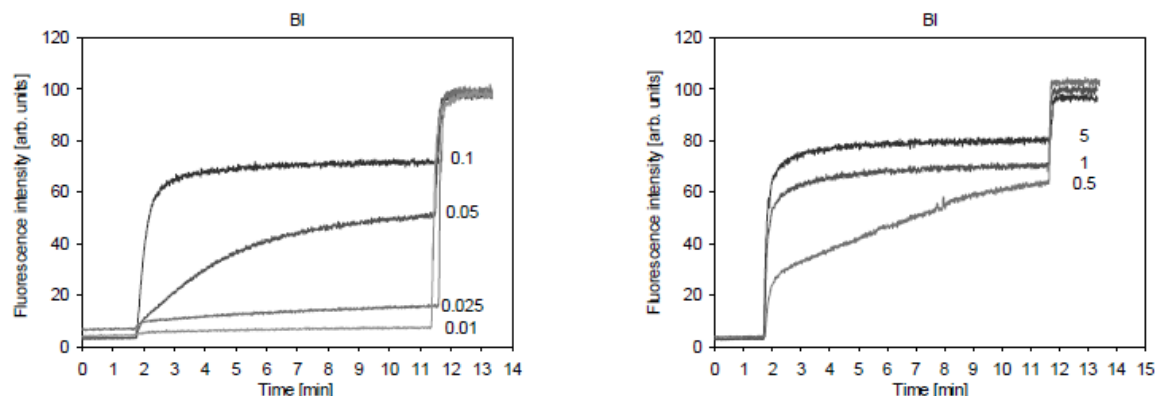 BI
Fluorescence intensity [arb. units]
120
100
80
60
40
20
0
0.1
0.05
0.025
0.01
0 1 2 3 4 5 6 7 8 9 10 11 12 13 14
Time [min]
BI
Fluorescence intensity [arb. units]
120
100
80
60
40
20
0
5
1
0.5
0 1 2 3 4 5 6 7 8 9 10 11 12 13 14 15
Time [min]